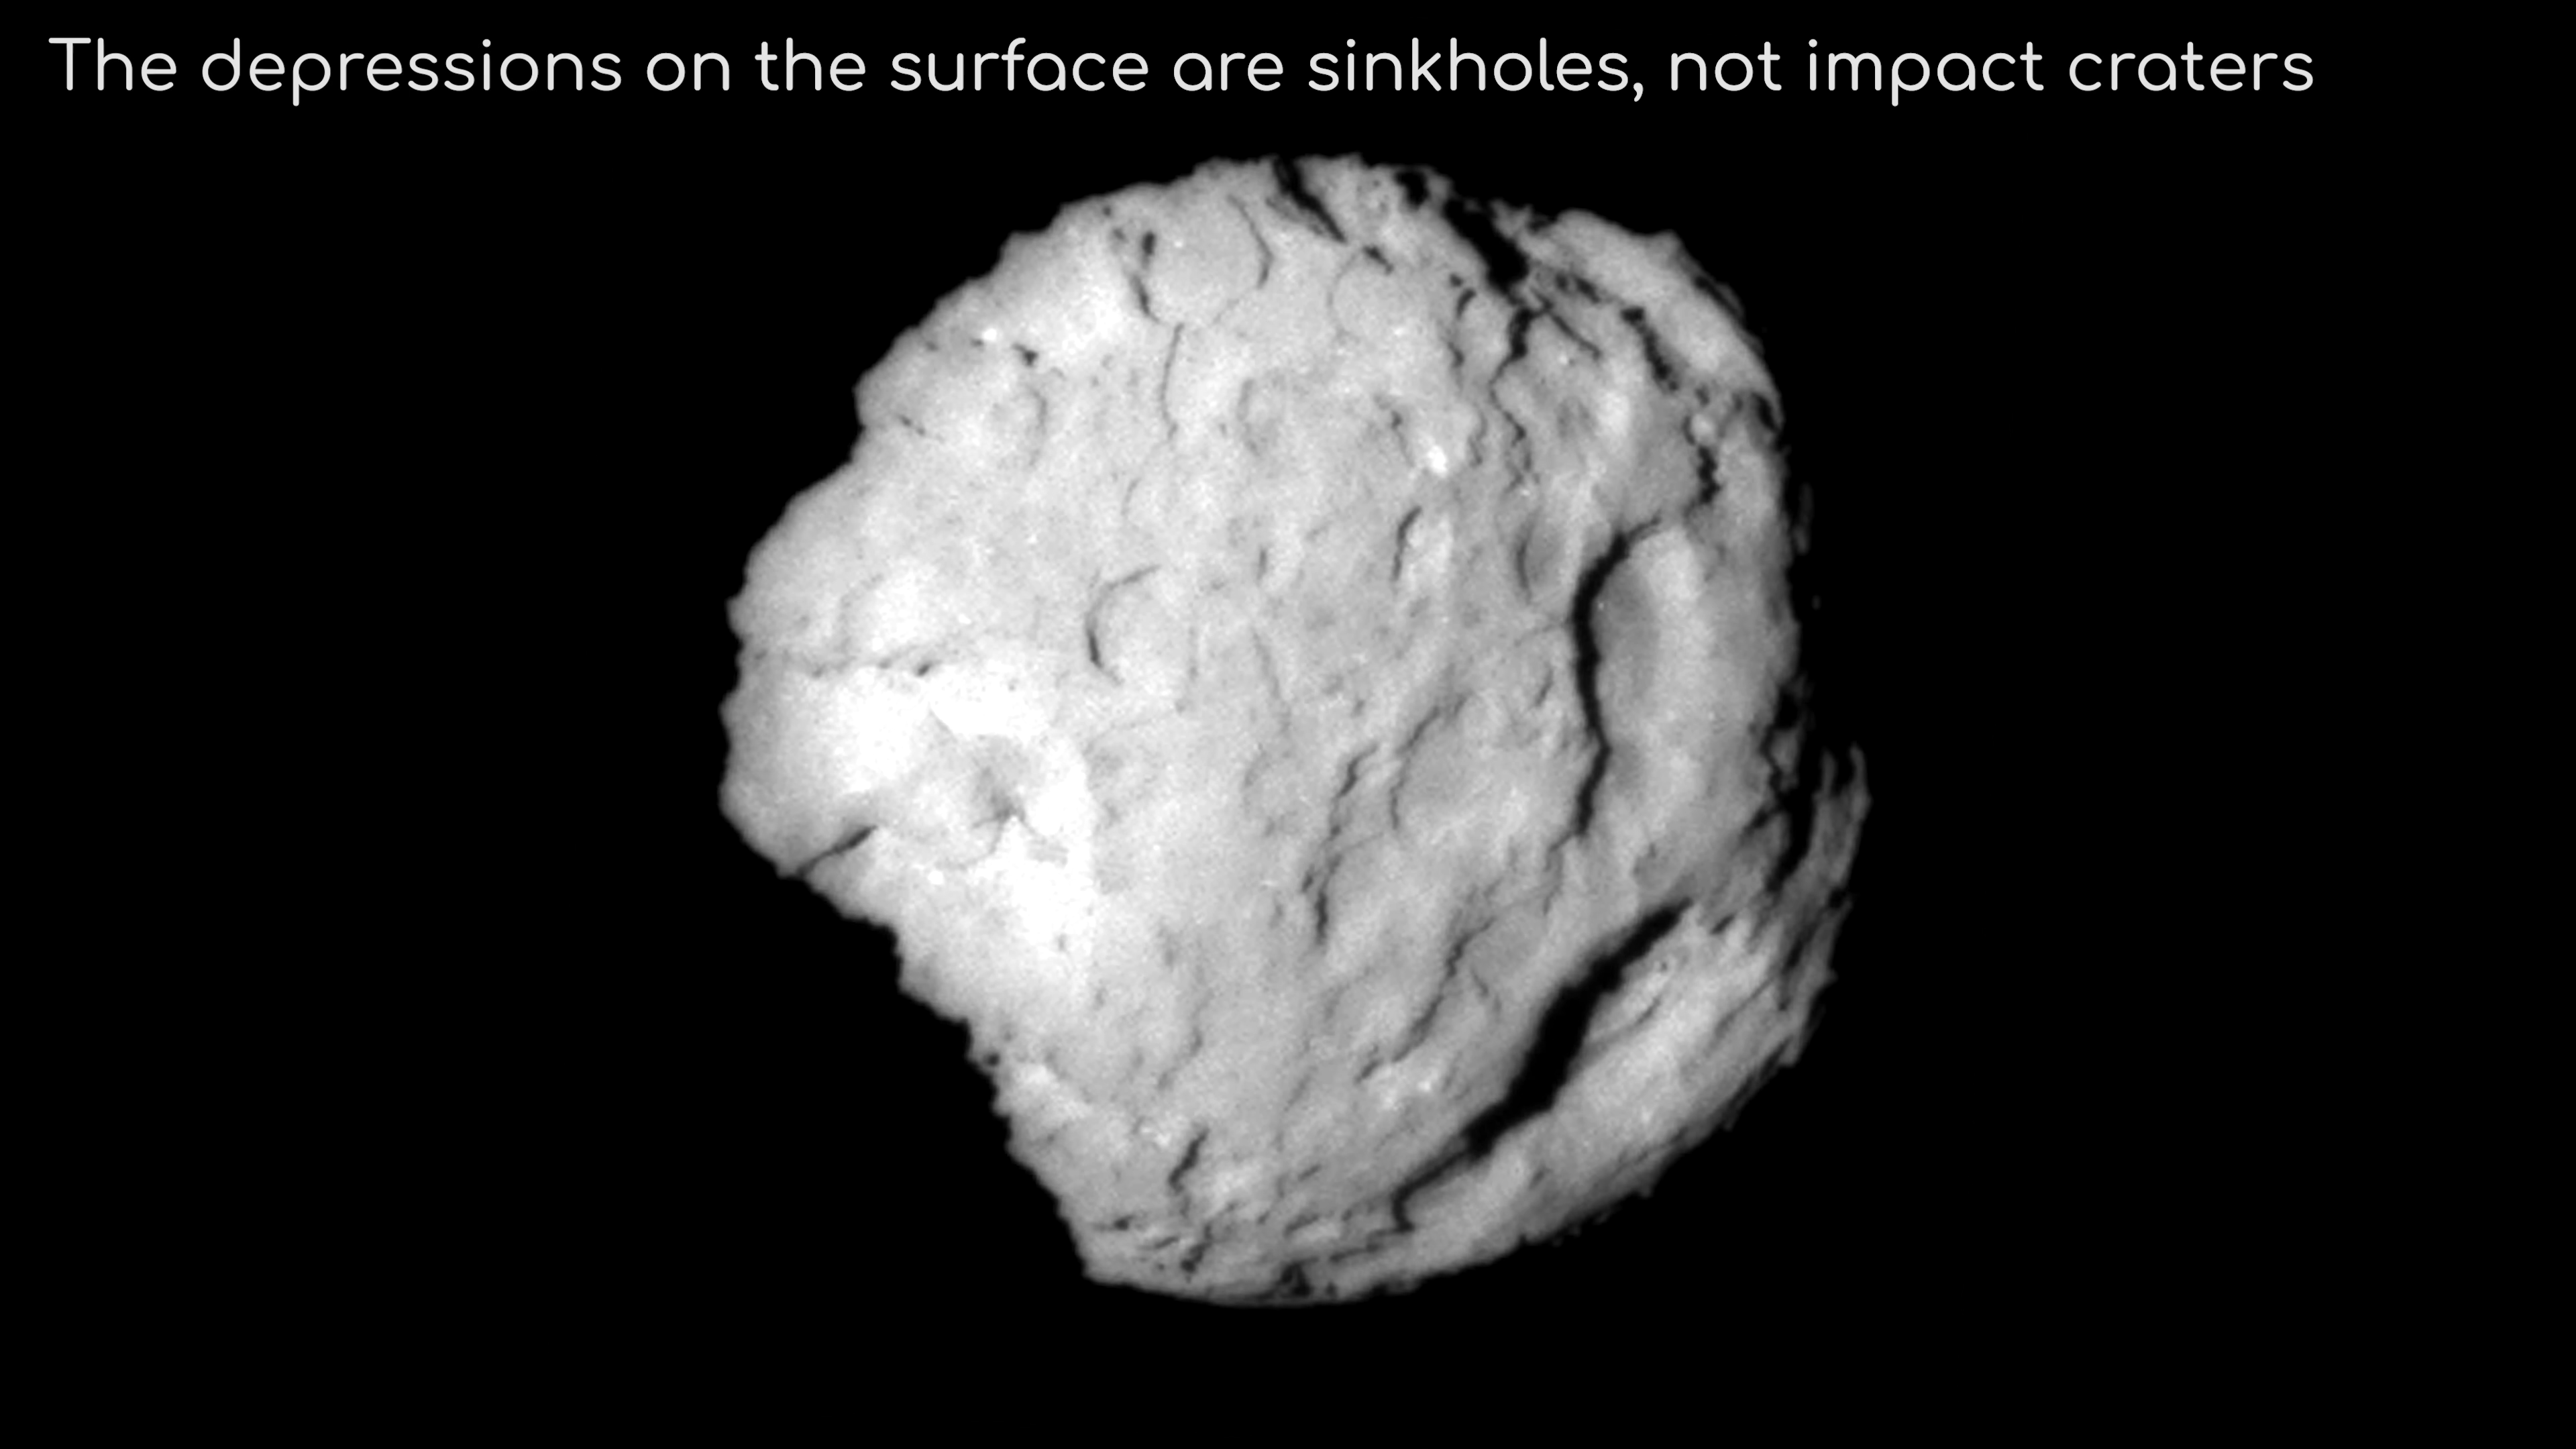 The depressions on the surface are sinkholes, not impact craters